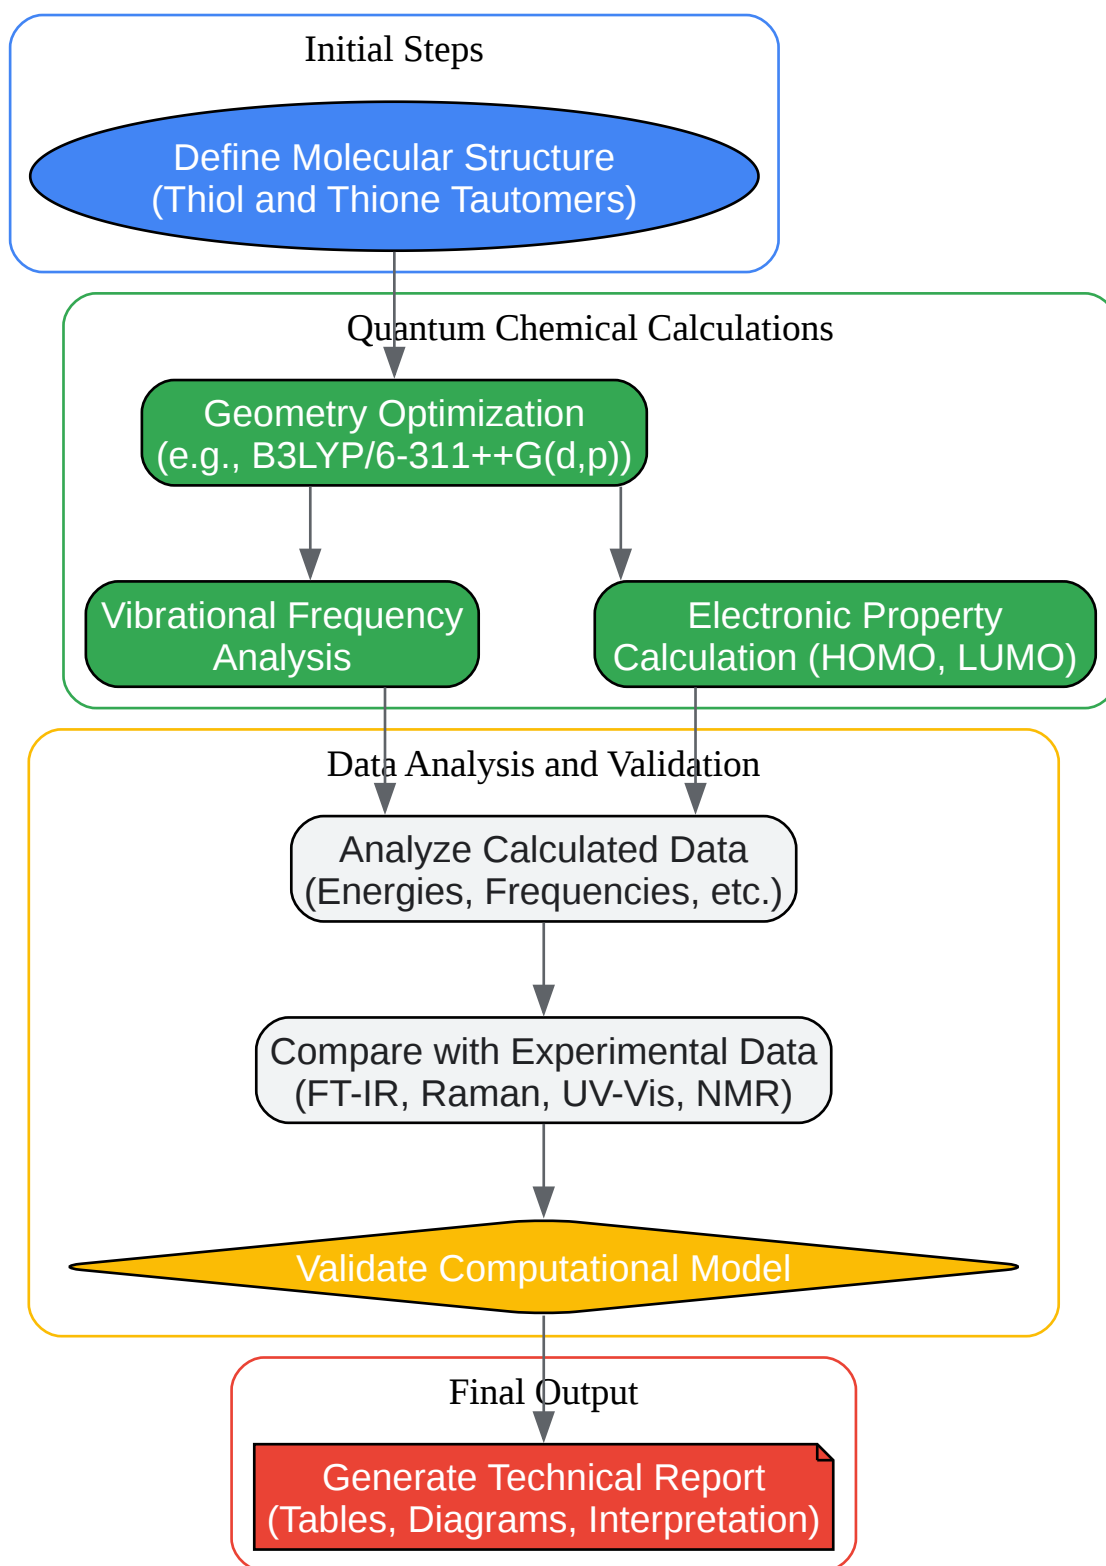 Initial Steps
Define Molecular Structure
(Thiol and Thione Tautomers)
Quantum Chemical Calculations
Geometry Optimization
(e.g., B3LYP/6-311++G(d,p))
Vibrational Frequency
Analysis
Electronic Property
Calculation (HOMO, LUMO)
Data Analysis and Validation
Analyze Calculated Data
(Energies, Frequencies, etc.)
Compare with Experimental Data
(FT-IR, Raman, UV-Vis, NMR)
Validate Computational Model
Final Output
Generate Technical Report
(Tables, Diagrams, Interpretation)